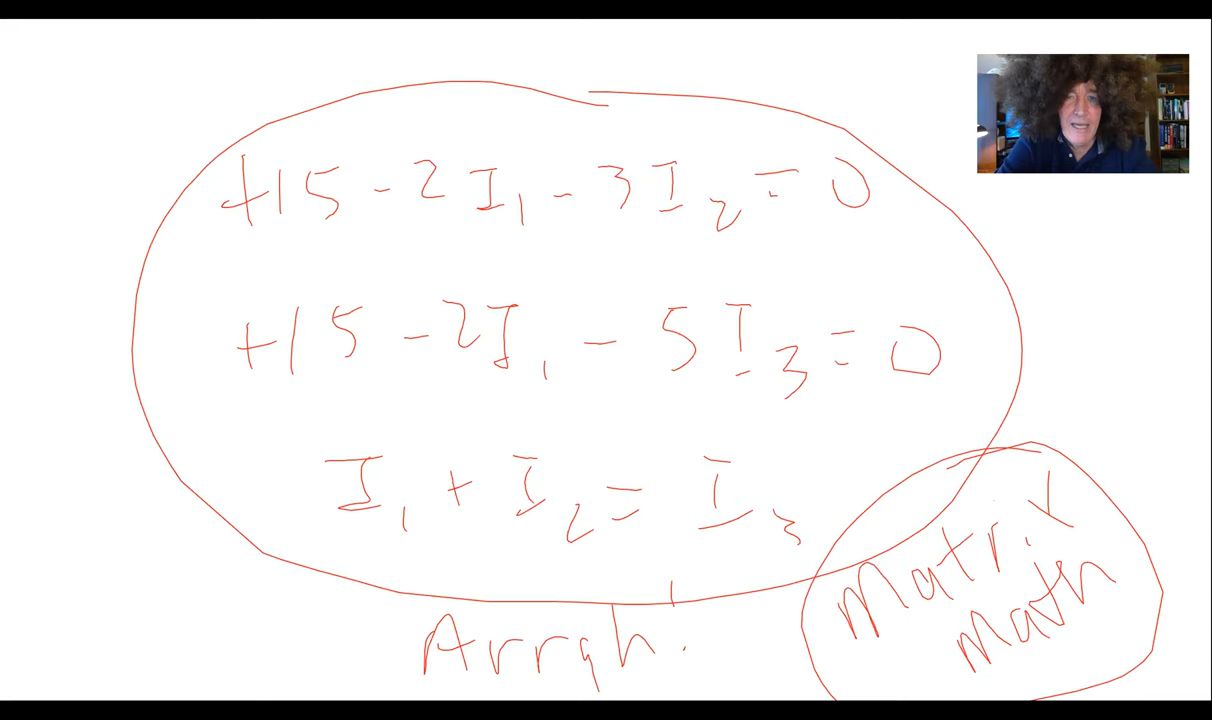 +15 - 2I₁ - 3I₂ = 0
+15 - 2I₁ - 5I₃ = 0
I₁ + I₂ = I₃
Arrgh.
Matrix
Math